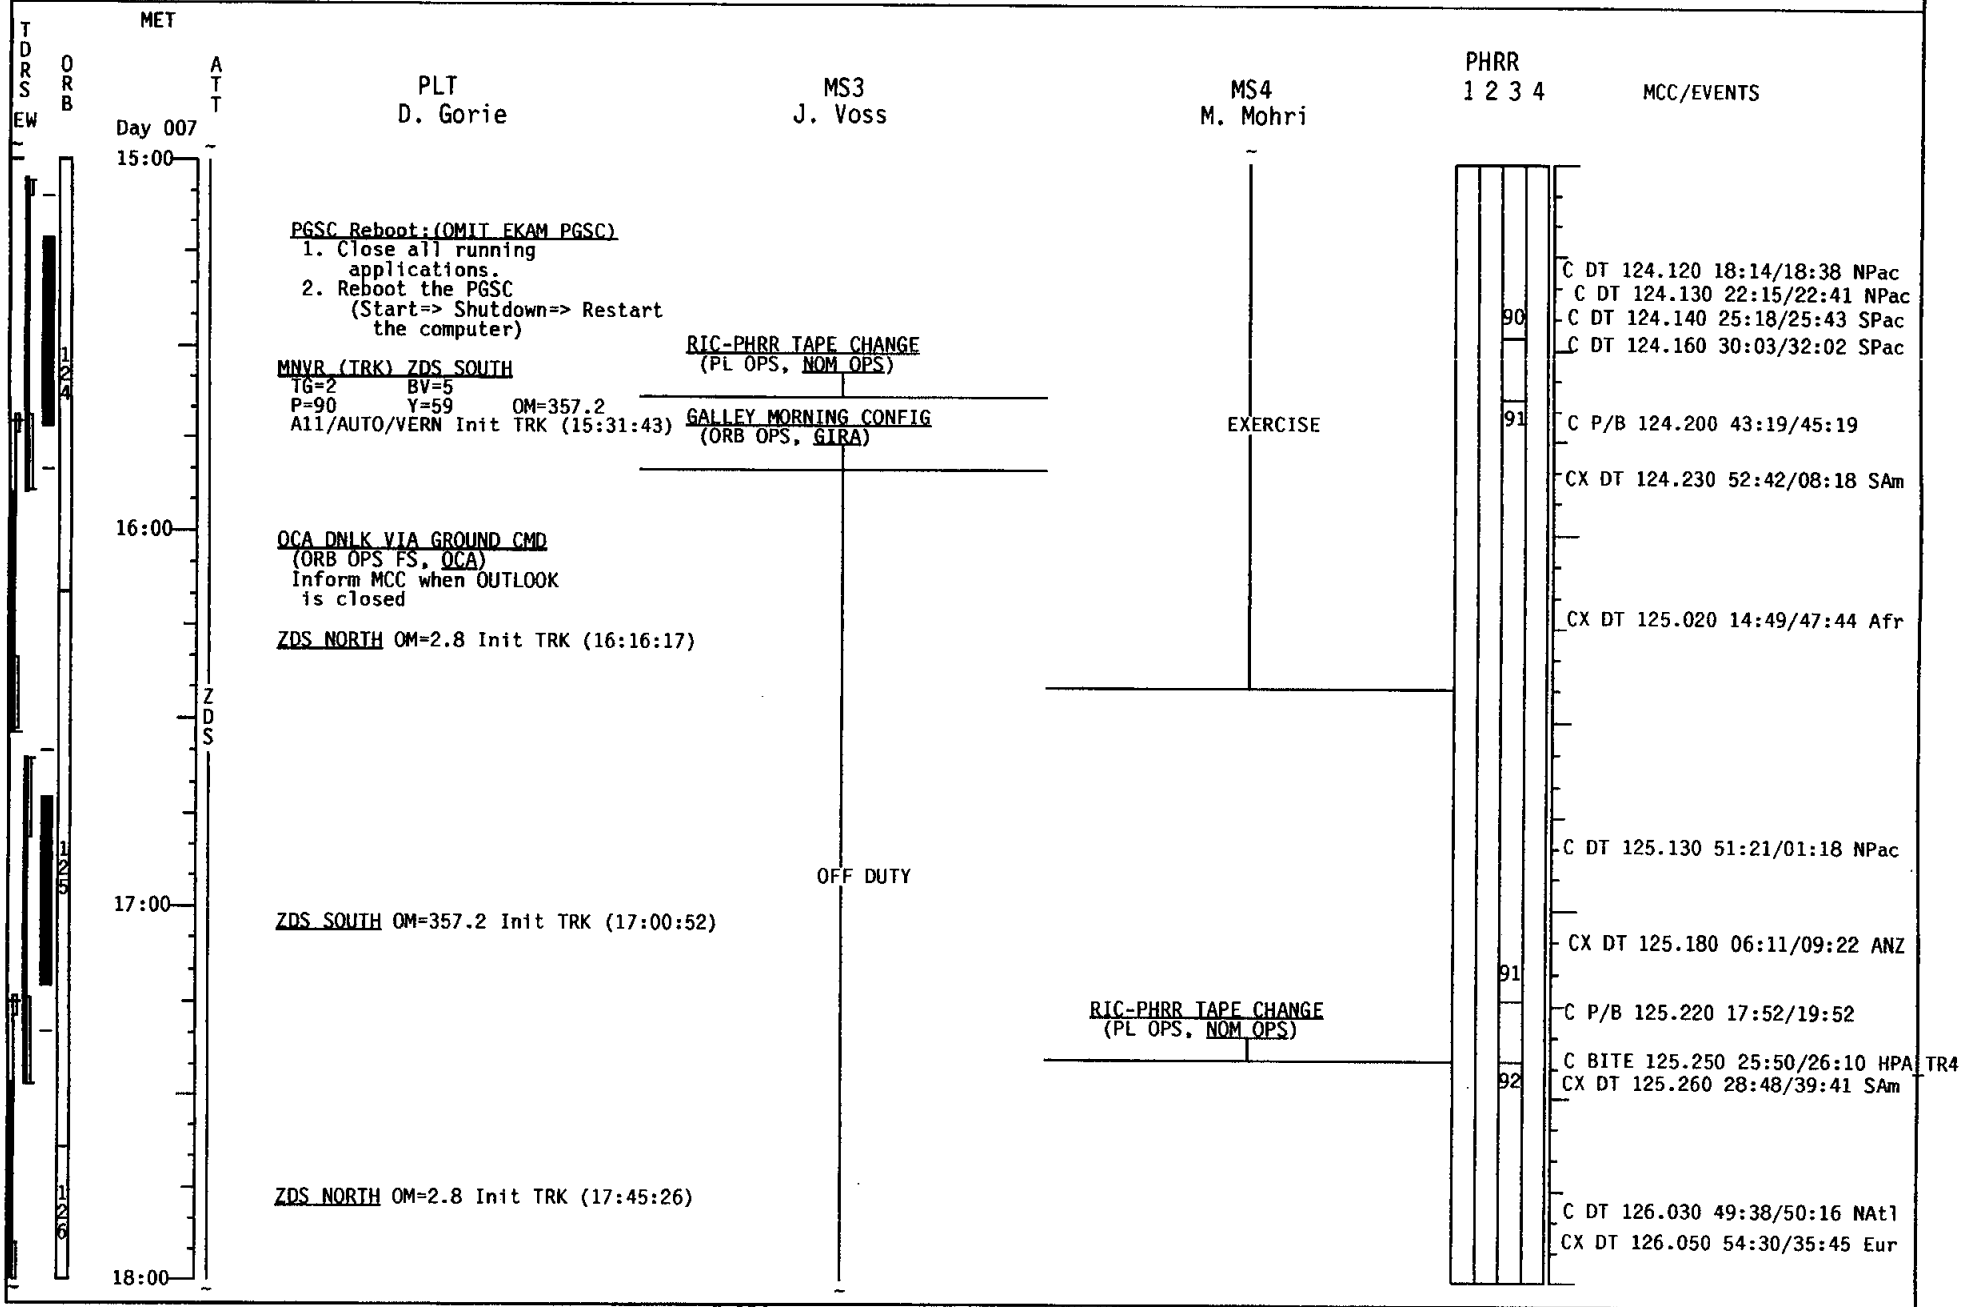 MET
TDRS
ORB
ATT
EW
PLT
D. Gorie
MS3
J. Voss
MS4
M. Mohri
PHRR
1 2 3 4
MCC/EVENTS
Day 007
15:00
PGSC Reboot:(OMIT EKAM PGSC)
1. Close all running
applications.
2. Reboot the PGSC
(Start=> Shutdown=> Restart
the computer)
MNVR (TRK) ZDS SOUTH
TG=2 BV=5
P=90 Y=59 OM=357.2
A11/AUTO/VERN Init TRK (15:31:43)
RIC-PHRR TAPE CHANGE
(PL OPS, NOM OPS)
GALLEY MORNING CONFIG
(ORB OPS, GIRA)
EXERCISE
90
91
C DT 124.120 18:14/18:38 NPac
C DT 124.130 22:15/22:41 NPac
C DT 124.140 25:18/25:43 SPac
C DT 124.160 30:03/32:02 SPac
C P/B 124.200 43:19/45:19
CX DT 124.230 52:42/08:18 SAm
124
16:00
OCA DNLK VIA GROUND CMD
(ORB OPS FS, OCA)
Inform MCC when OUTLOOK
is closed
ZDS NORTH OM=2.8 Init TRK (16:16:17)
CX DT 125.020 14:49/47:44 Afr
ZDS
125
OFF DUTY
C DT 125.130 51:21/01:18 NPac
17:00
ZDS SOUTH OM=357.2 Init TRK (17:00:52)
CX DT 125.180 06:11/09:22 ANZ
91
RIC-PHRR TAPE CHANGE
(PL OPS, NOM OPS)
C P/B 125.220 17:52/19:52
C BITE 125.250 25:50/26:10 HPA TR4
92
CX DT 125.260 28:48/39:41 SAm
126
ZDS NORTH OM=2.8 Init TRK (17:45:26)
C DT 126.030 49:38/50:16 NAtl
CX DT 126.050 54:30/35:45 Eur
18:00